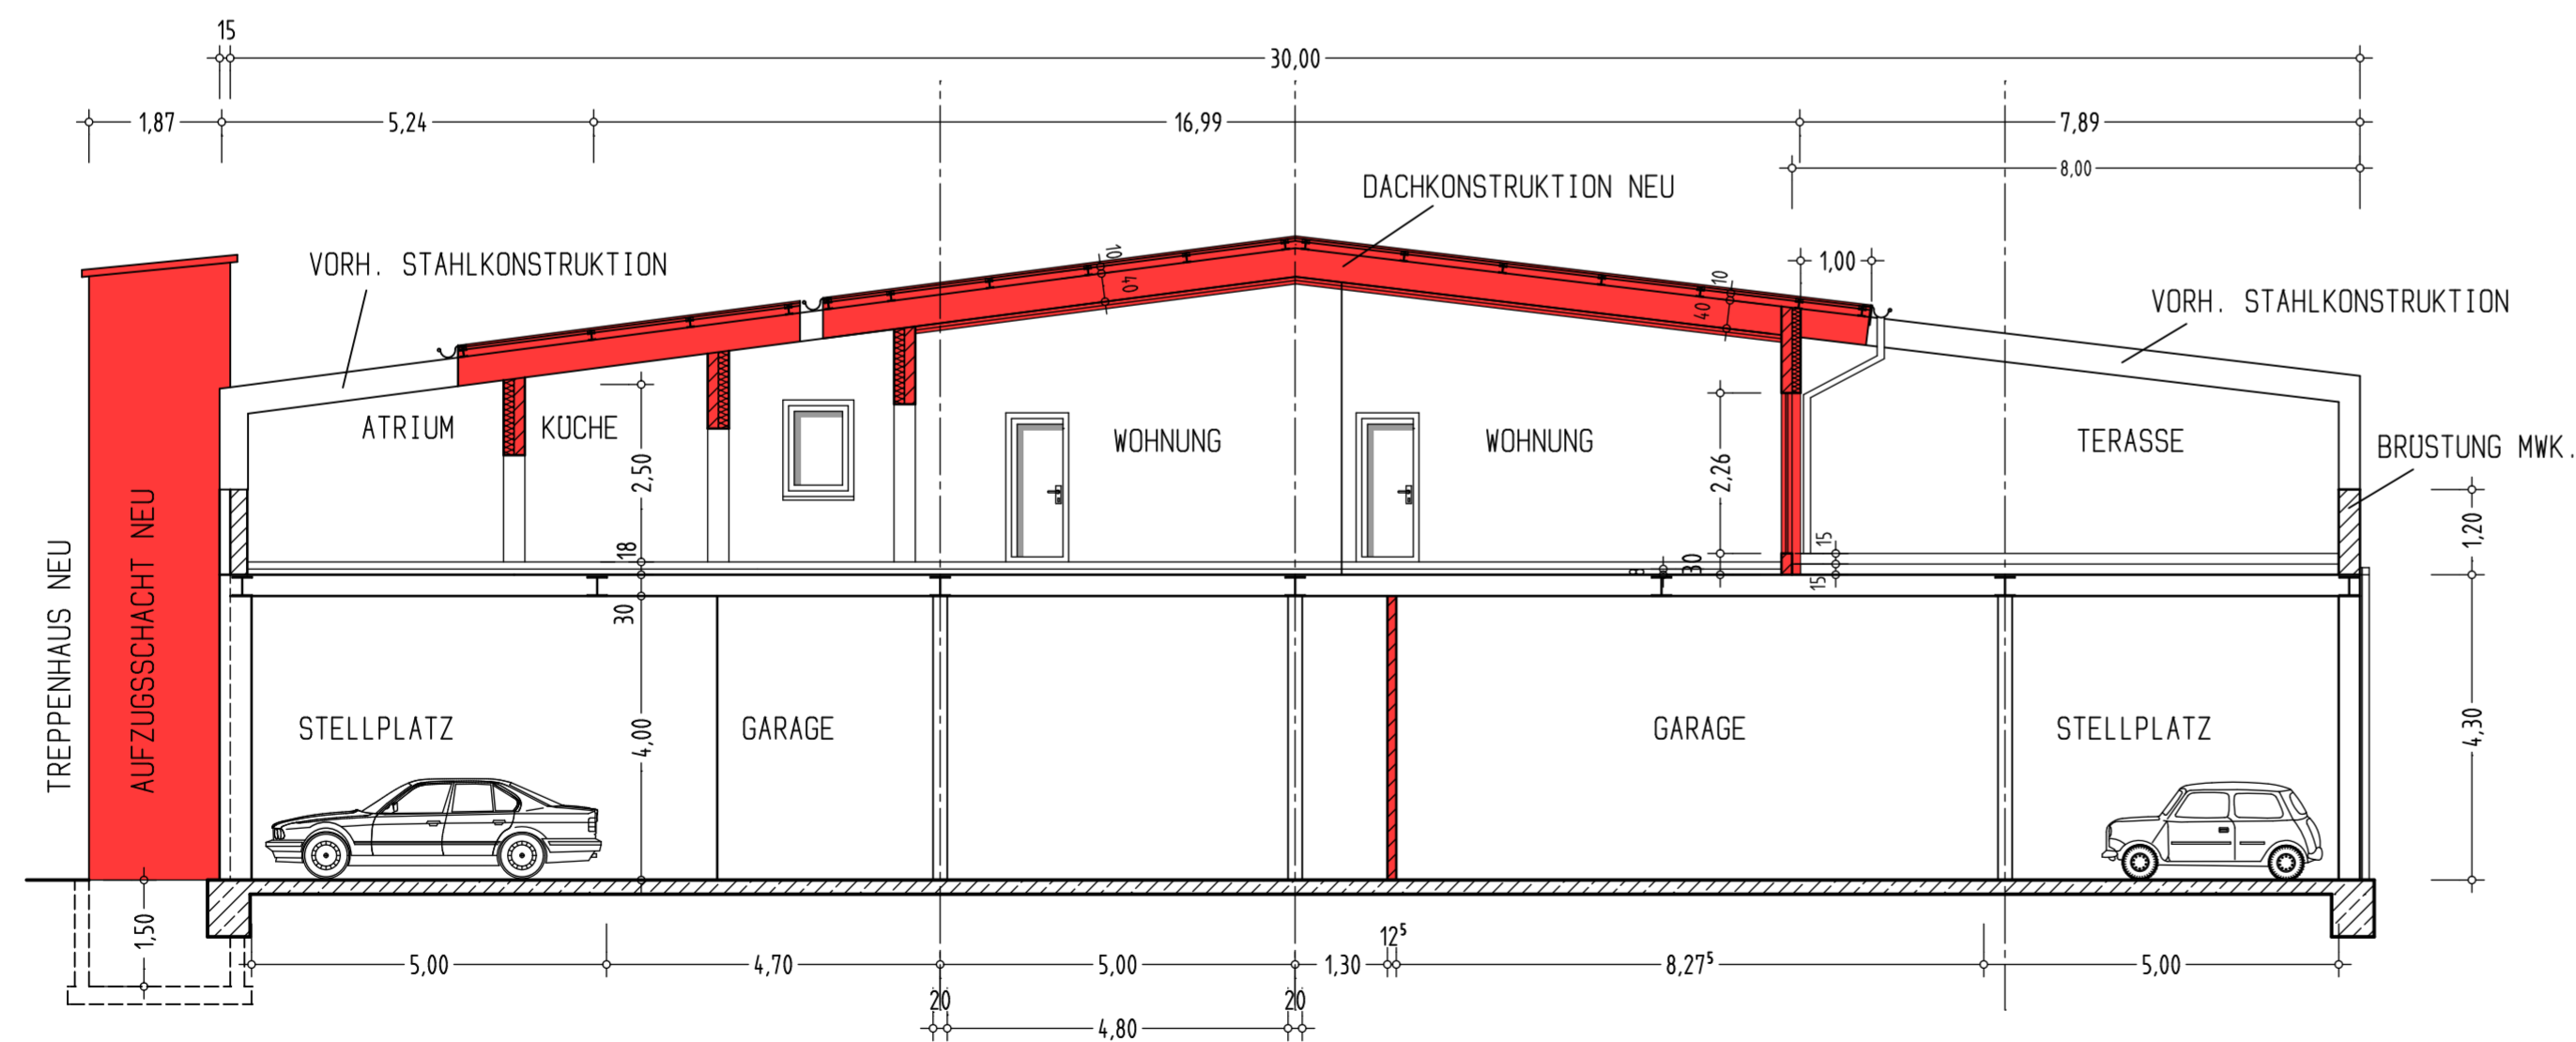 15
30,00
1,87
5,24
16,99
7,89
8,00
DACHKONSTRUKTION NEU
VORH. STAHLKONSTRUKTION
10
40
10
40
1,00
VORH. STAHLKONSTRUKTION
ATRIUM
KÜCHE
2,50
WOHNUNG
WOHNUNG
2,26
TERASSE
BRÜSTUNG MWK.
1,20
18
8
30
15
15
30
TREPPENHAUS NEU
AUFZUGSSCHACHT NEU
STELLPLATZ
4,00
GARAGE
GARAGE
STELLPLATZ
4,30
1,50
5,00
4,70
5,00
1,30
12⁵
8,27⁵
5,00
20
20
4,80